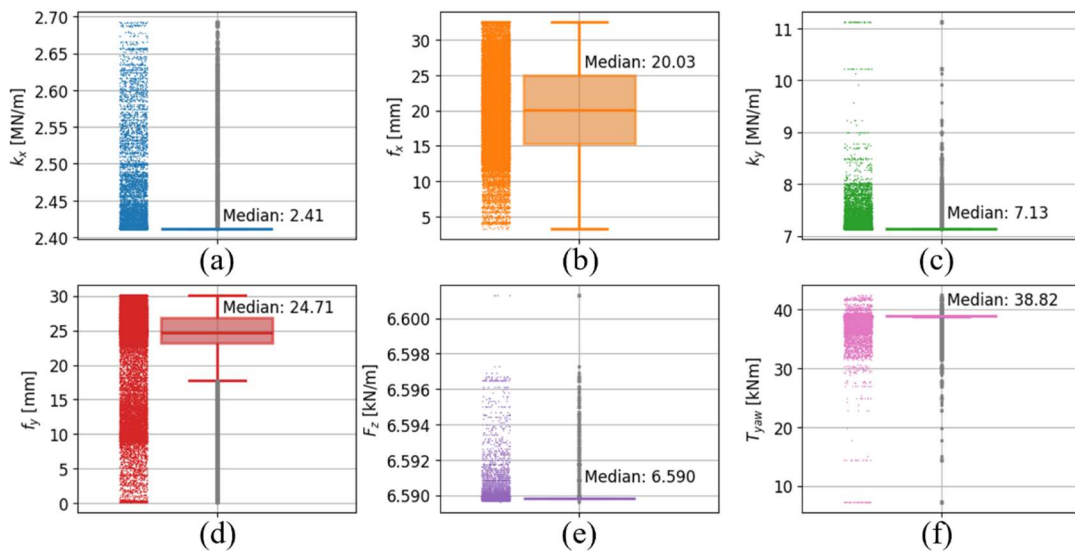 2.70
2.65
2.60
2.55
2.50
2.45
2.40
k_x [MN/m]
Median: 2.41
(a)
30
25
20
15
10
5
f_x [mm]
Median: 20.03
(b)
11
10
9
8
7
k_y [MN/m]
Median: 7.13
(c)
30
25
20
15
10
5
0
f_y [mm]
Median: 24.71
(d)
6.600
6.598
6.596
6.594
6.592
6.590
F_z [kN/m]
Median: 6.590
(e)
40
30
20
10
T_yaw [kNm]
Median: 38.82
(f)